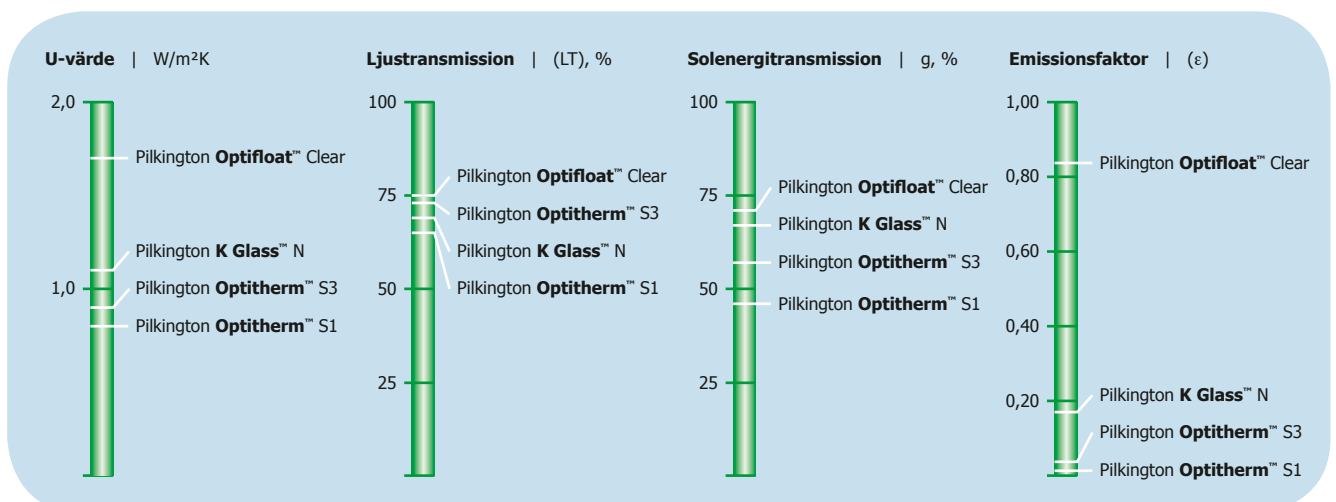 U-värde | W/m²K
2,0
Pilkington Optifloat™ Clear
Pilkington K Glass™ N
1,0
Pilkington Optitherm™ S3
Pilkington Optitherm™ S1
Ljustransmission | (LT), %
100
Pilkington Optifloat™ Clear
75
Pilkington Optitherm™ S3
Pilkington K Glass™ N
50
Pilkington Optitherm™ S1
25
Solenergitransmission | g, %
100
Pilkington Optifloat™ Clear
75
Pilkington K Glass™ N
Pilkington Optitherm™ S3
50
Pilkington Optitherm™ S1
25
Emissionsfaktor | (ε)
1,00
Pilkington Optifloat™ Clear
0,80
0,60
0,40
Pilkington K Glass™ N
0,20
Pilkington Optitherm™ S3
Pilkington Optitherm™ S1